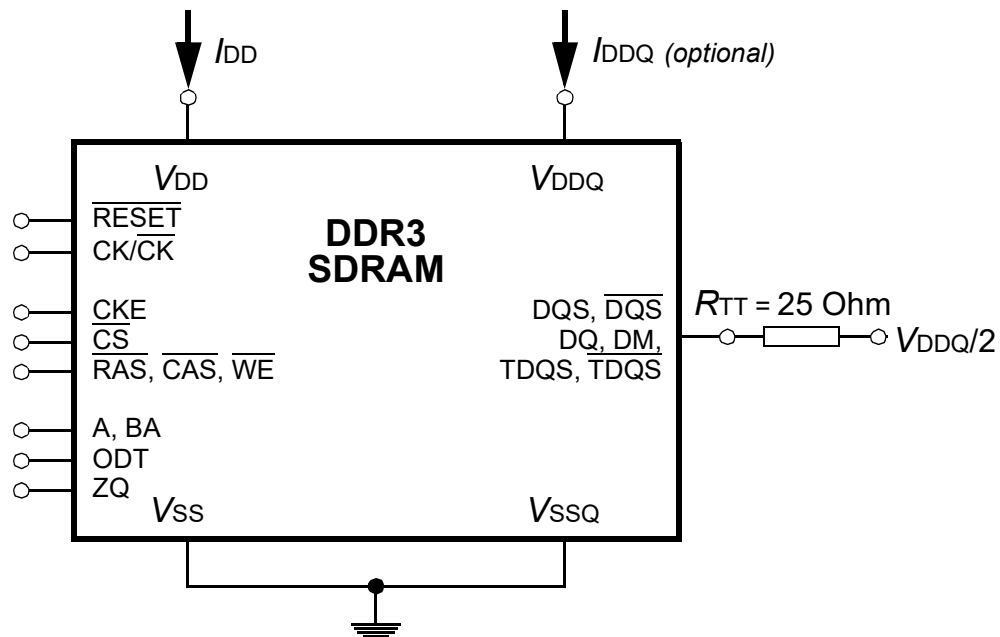 IDD
IDDQ (optional)
VDD
VDDQ
RESET
CK/CK
DDR3
SDRAM
CKE
CS
RAS, CAS, WE
DQS, DQS
DQ, DM,
TDQS, TDQS
RTT = 25 Ohm
VDDQ/2
A, BA
ODT
ZQ
VSS
VSSQ